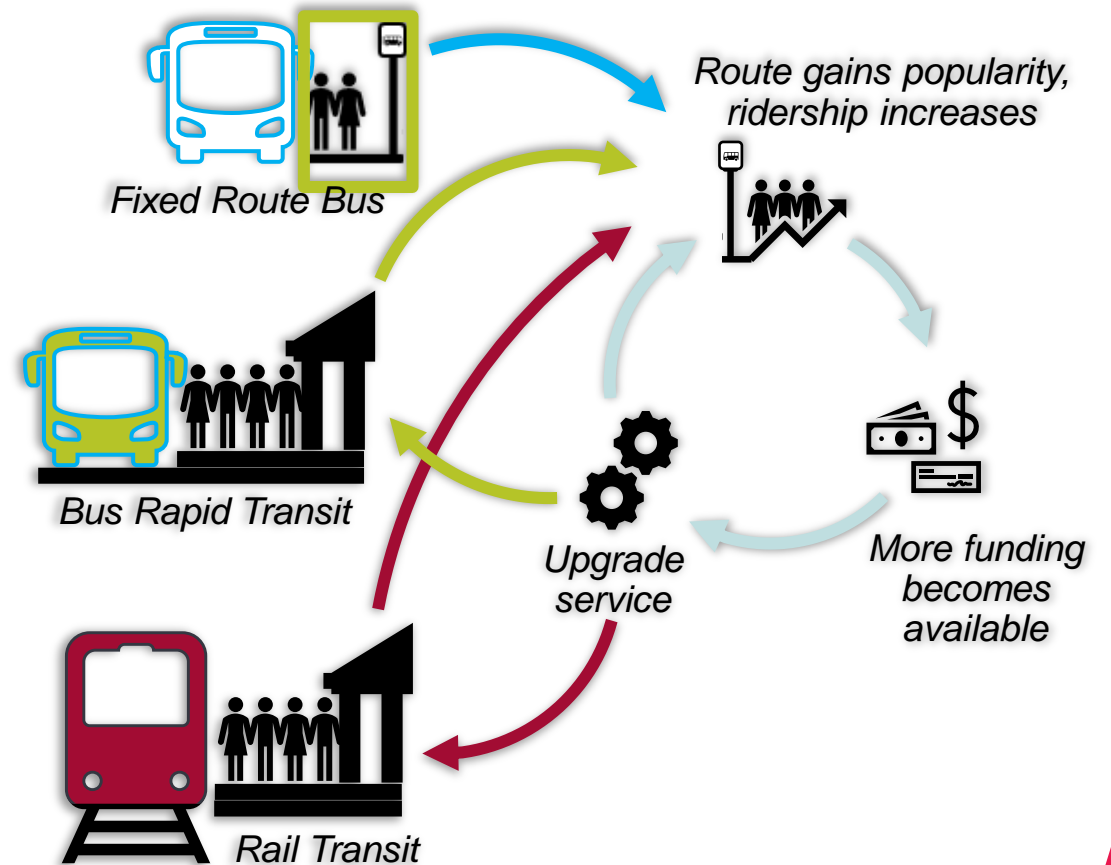 Route gains popularity,
ridership increases
Fixed Route Bus
Bus Rapid Transit
$
Upgrade
service
More funding
becomes
available
Rail Transit